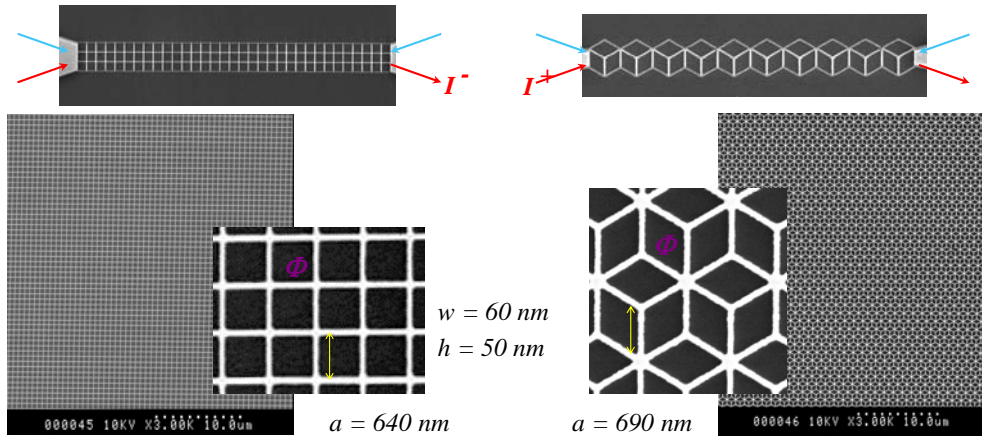 I -
I +
Φ
Φ
w = 60 nm
h = 50 nm
a = 640 nm
a = 690 nm
000045 10KV X3.00K 10.0um
000046 10KV X3.00K 10.0um